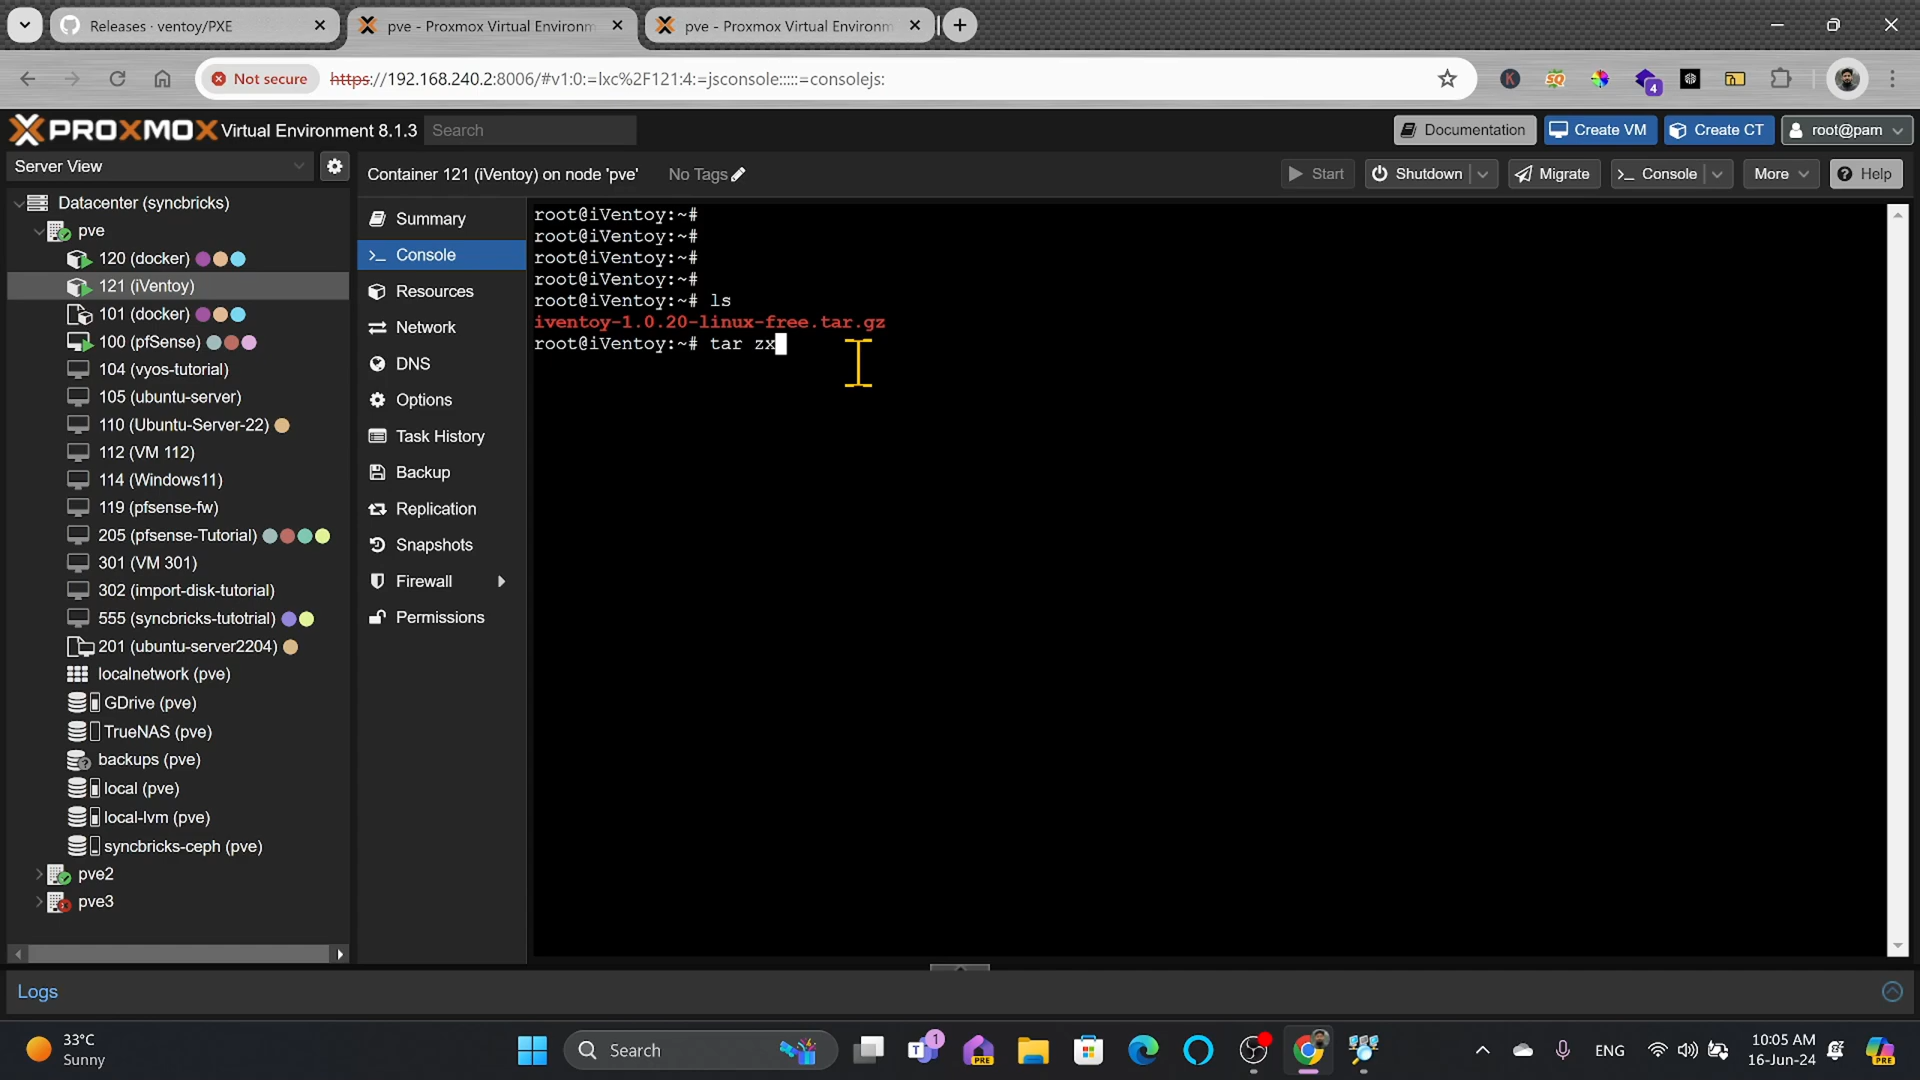 Releases · ventoy/PXE
pve - Proxmox Virtual Environm
pve - Proxmox Virtual Environm
Not secure
https://192.168.240.2:8006/#v1:0:=lxc%2F121:4:=jsconsole:::::=consolejs:
4
PROXMOX Virtual Environment 8.1.3
Search
Documentation
Create VM
Create CT
root@pam
Server View
Container 121 (iVentoy) on node 'pve'
No Tags
Start
Shutdown
Migrate
Console
More
Help
Datacenter (syncbricks)
pve
120 (docker)
121 (iVentoy)
101 (docker)
100 (pfSense)
104 (vyos-tutorial)
105 (ubuntu-server)
110 (Ubuntu-Server-22)
112 (VM 112)
114 (Windows11)
119 (pfsense-fw)
205 (pfsense-Tutorial)
301 (VM 301)
302 (import-disk-tutorial)
555 (syncbricks-tutotrial)
201 (ubuntu-server2204)
localnetwork (pve)
GDrive (pve)
TrueNAS (pve)
backups (pve)
local (pve)
local-lvm (pve)
syncbricks-ceph (pve)
pve2
pve3
Summary
Console
Resources
Network
DNS
Options
Task History
Backup
Replication
Snapshots
Firewall
Permissions
root@iVentoy:~#
root@iVentoy:~#
root@iVentoy:~#
root@iVentoy:~#
root@iVentoy:~# ls
iventoy-1.0.20-linux-free.tar.gz
root@iVentoy:~# tar zx
Logs
33°C
Sunny
Search
1
PRE
ENG
10:05 AM
16-Jun-24
PRE